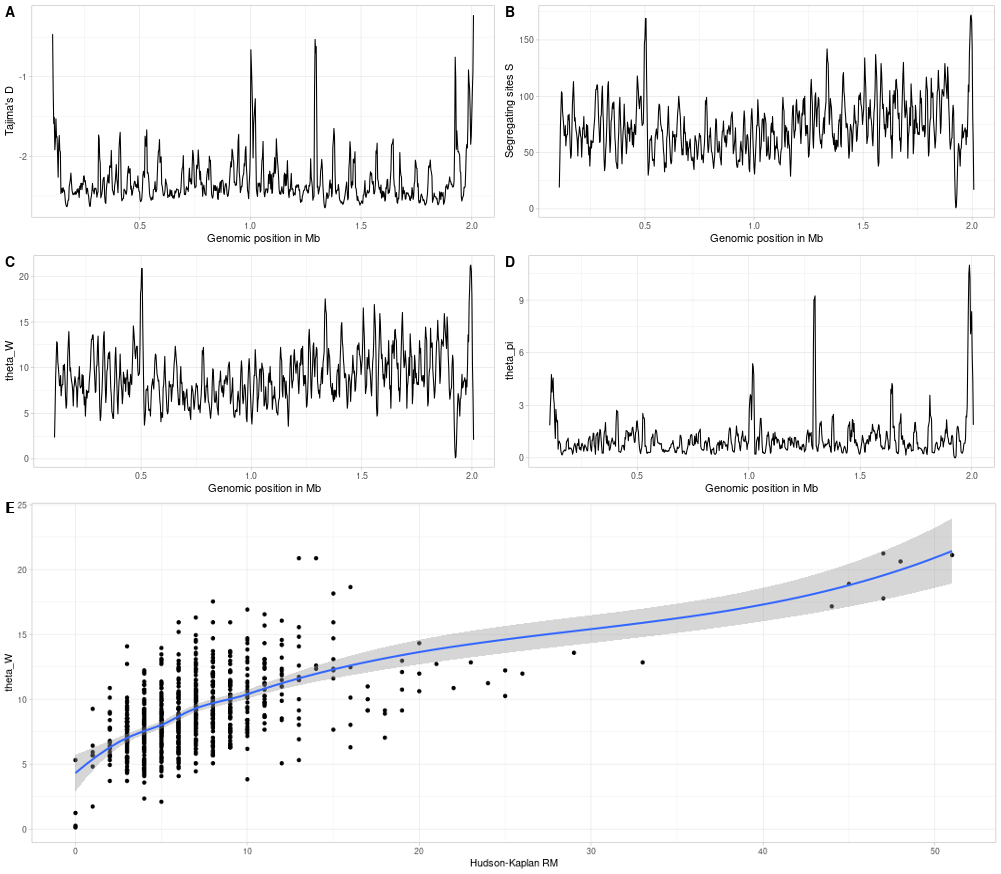 A
Tajima's D
-1
-2
0.5
1.0
1.5
2.0
Genomic position in Mb
B
Segregating sites S
150
100
50
0
0.5
1.0
1.5
2.0
Genomic position in Mb
C
theta_W
20
15
10
5
0
0.5
1.0
1.5
2.0
Genomic position in Mb
D
theta_pi
9
6
3
0
0.5
1.0
1.5
2.0
Genomic position in Mb
E
theta_W
25
20
15
10
5
0
0
10
20
30
40
50
Hudson-Kaplan RM